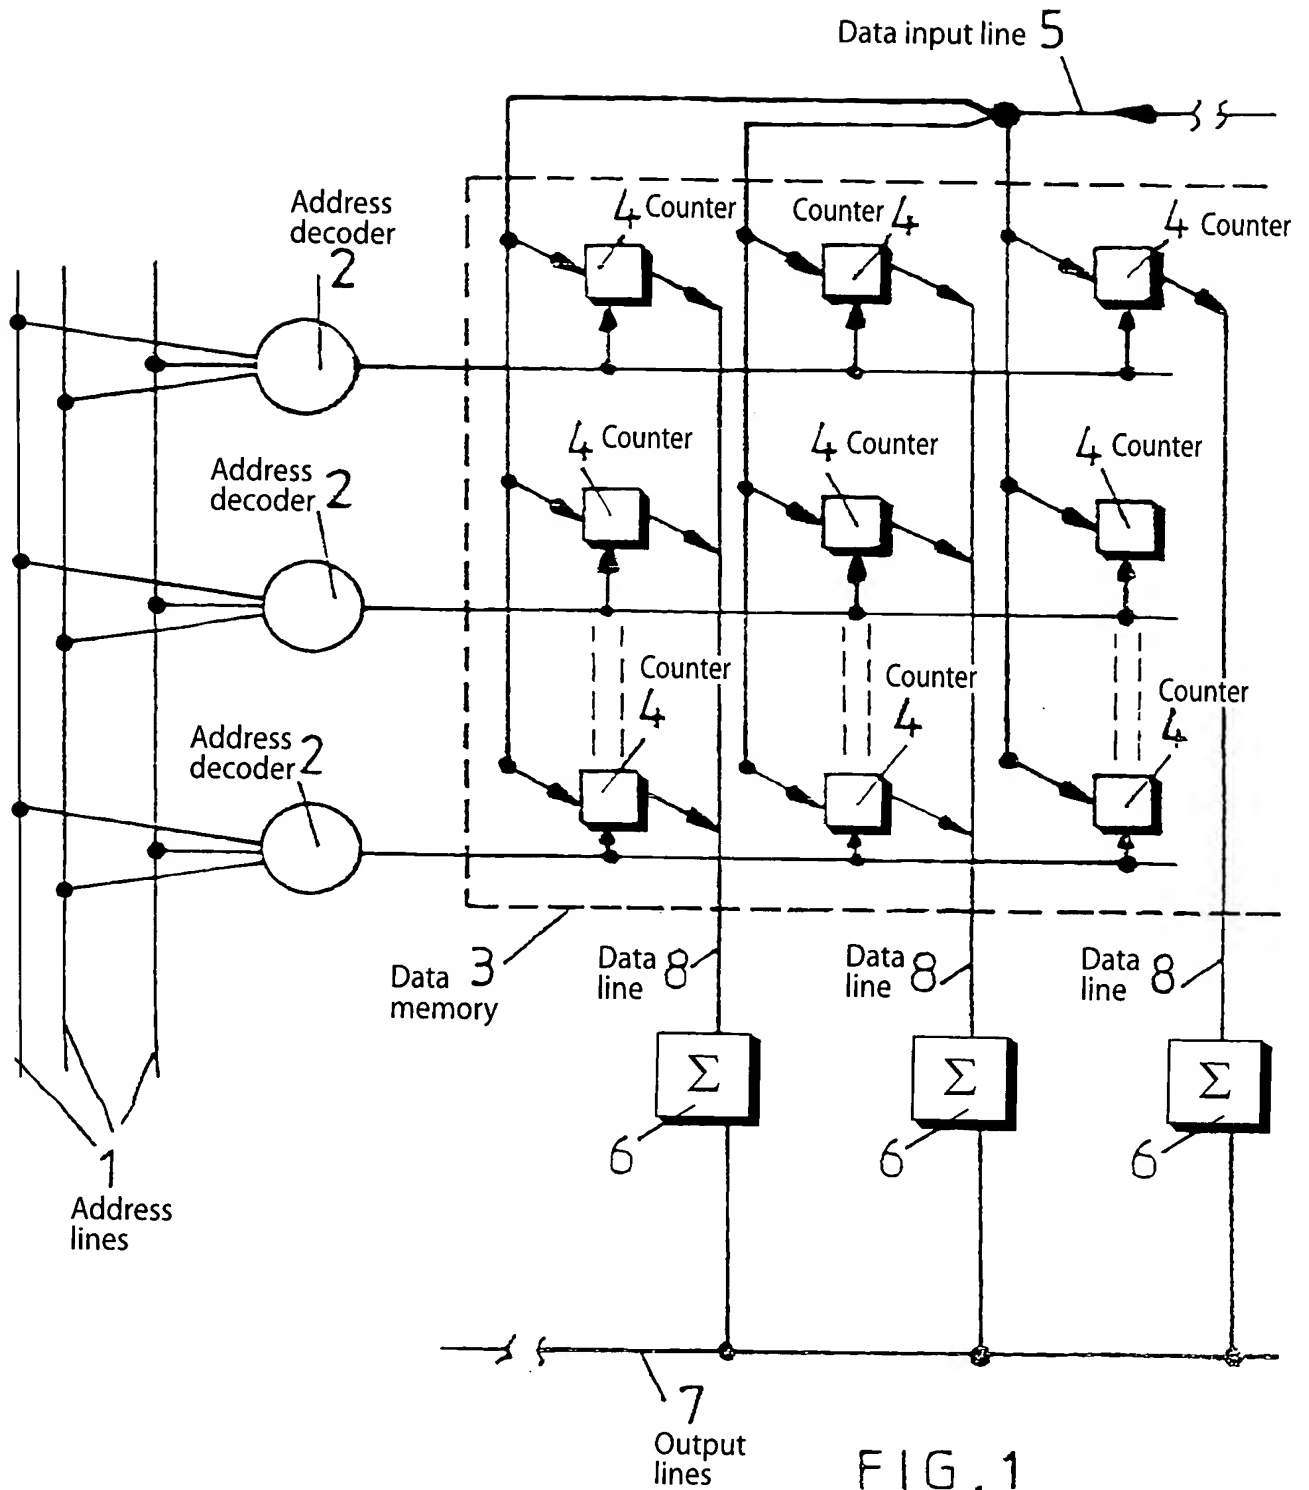 Data input line 5
Address
decoder
2
4 Counter
Counter 4
4 Counter
Address
decoder 2
4 Counter
4 Counter
4 Counter
Address
decoder 2
Counter
4
Counter
4
Counter
4
Data 3
memory
Data 8
line
Data 8
line
Data 8
line
Σ
Σ
Σ
6
6
6
1
Address
lines
7
Output
lines
FIG. 1